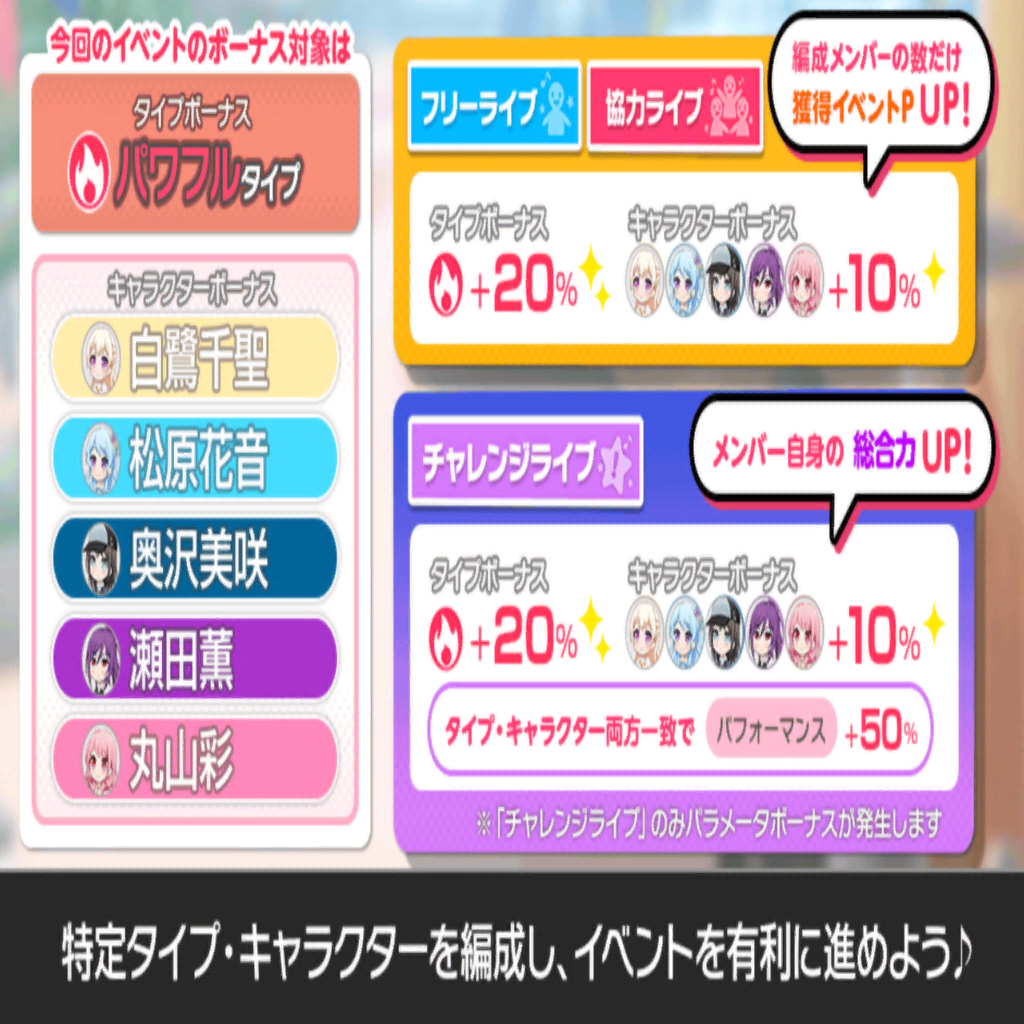 今回のイベントのボーナス対象は
タイプボーナス
パワフルタイプ
キャラクターボーナス
白鷺千聖
松原花音
奥沢美咲
瀬田薫
丸山彩
フリーライブ
協力ライブ
編成メンバーの数だけ
獲得イベントP UP!
タイプボーナス
キャラクターボーナス
+20%
+10%
チャレンジライブ
メンバー自身の 総合力 UP!
タイプボーナス
キャラクターボーナス
+20%
+10%
タイプ・キャラクター両方一致で パフォーマンス +50%
※「チャレンジライブ」のみパラメータボーナスが発生します
特定タイプ・キャラクターを編成し、イベントを有利に進めよう♪